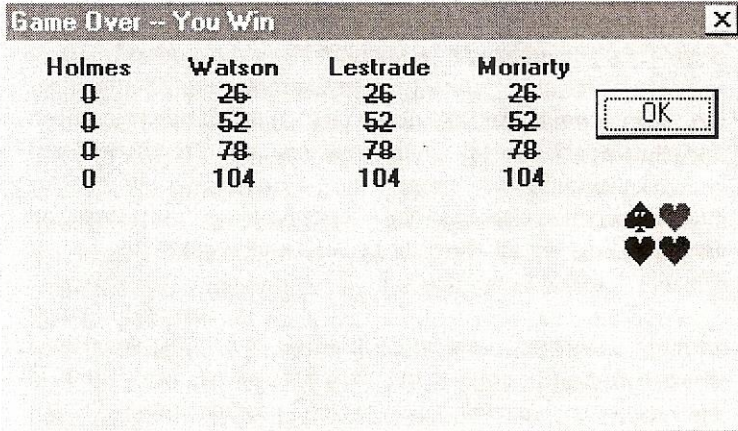 Game Over -- You Win
Holmes Watson Lestrade Moriarty
0 26 26 26
0 52 52 52
0 78 78 78
0 104 104 104
OK